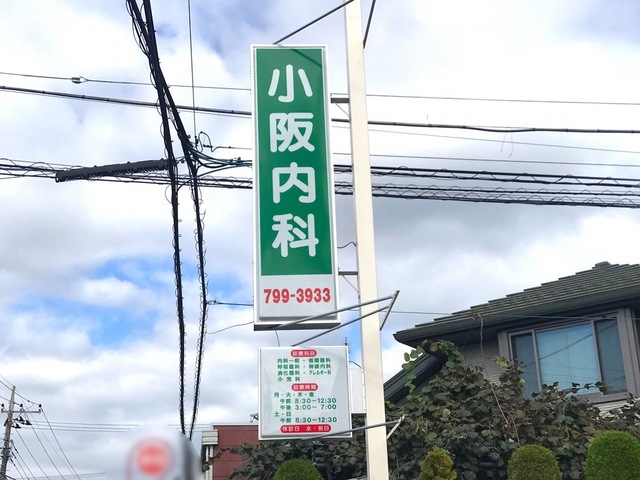 小阪内科
799-3933
診療科目
内科一般・循環器科
呼吸器科・神経内科
消化器科・アレルギー科
小児科
診療時間
月・火・木・金
午前 8:30〜12:30
午後 3:00〜7:00
土・日
午前 8:30〜12:30
休診日 水・祝日